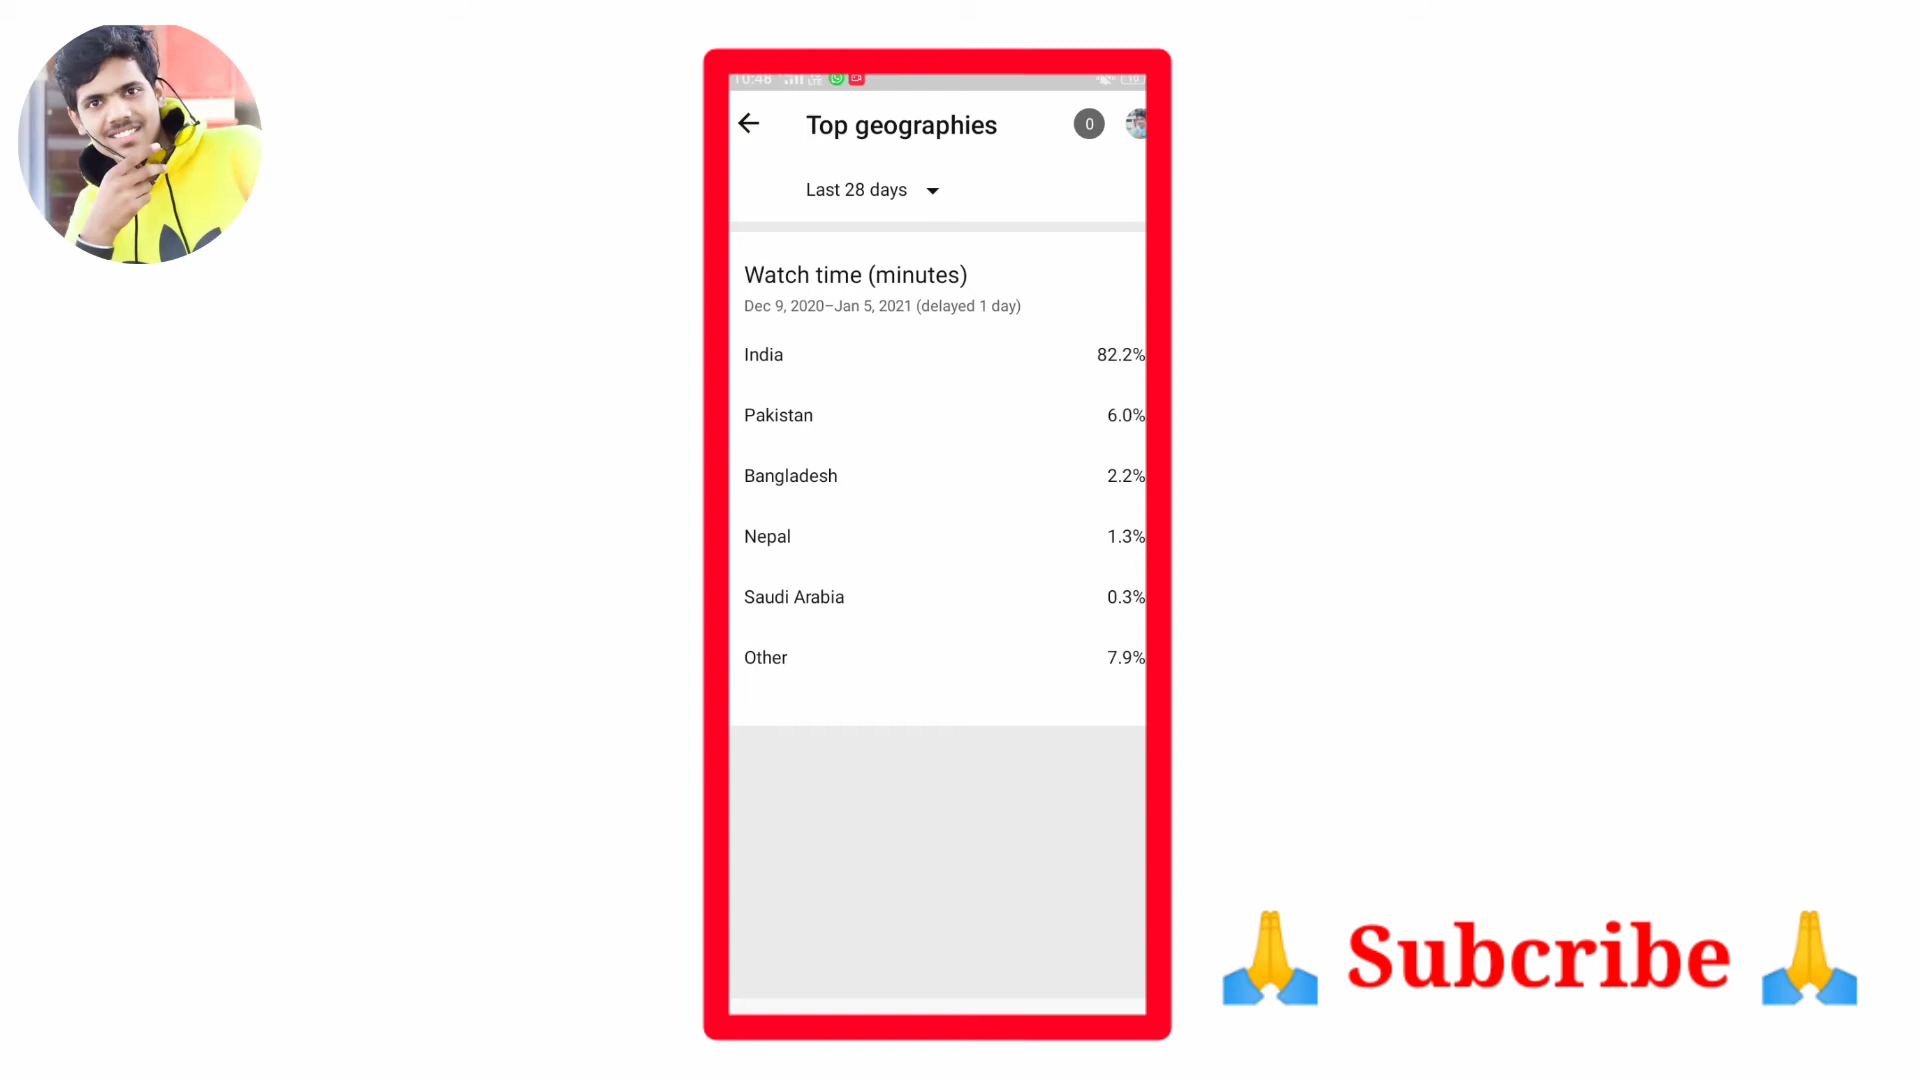 10:48
Top geographies
0
Last 28 days
Watch time (minutes)
Dec 9, 2020–Jan 5, 2021 (delayed 1 day)
India 82.2%
Pakistan 6.0%
Bangladesh 2.2%
Nepal 1.3%
Saudi Arabia 0.3%
Other 7.9%
🙏 Subcribe 🙏